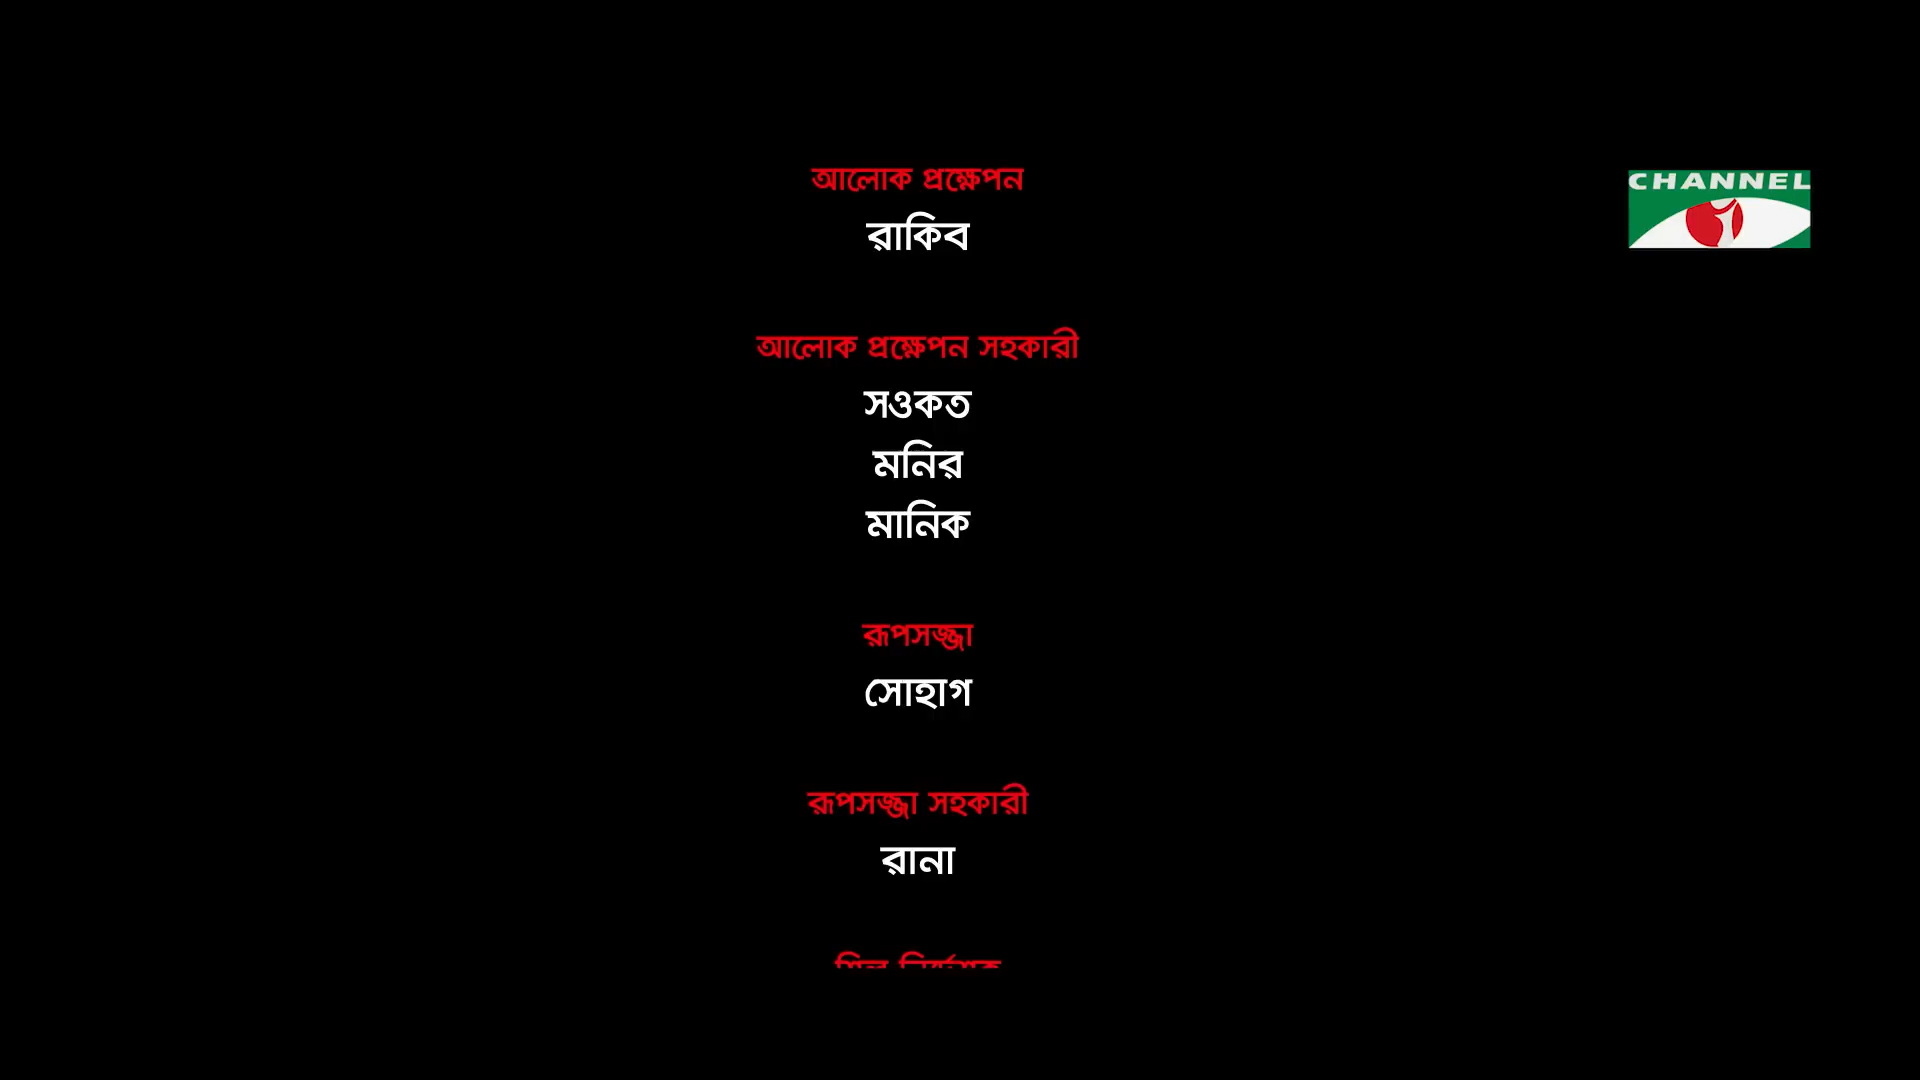 আলোক প্রক্ষেপন
CHANNEL
রাকিব
আলোক প্রক্ষেপন সহকারী
সওকত
মনির
মানিক
রূপসজ্জা
সোহাগ
রূপসজ্জা সহকারী
রানা